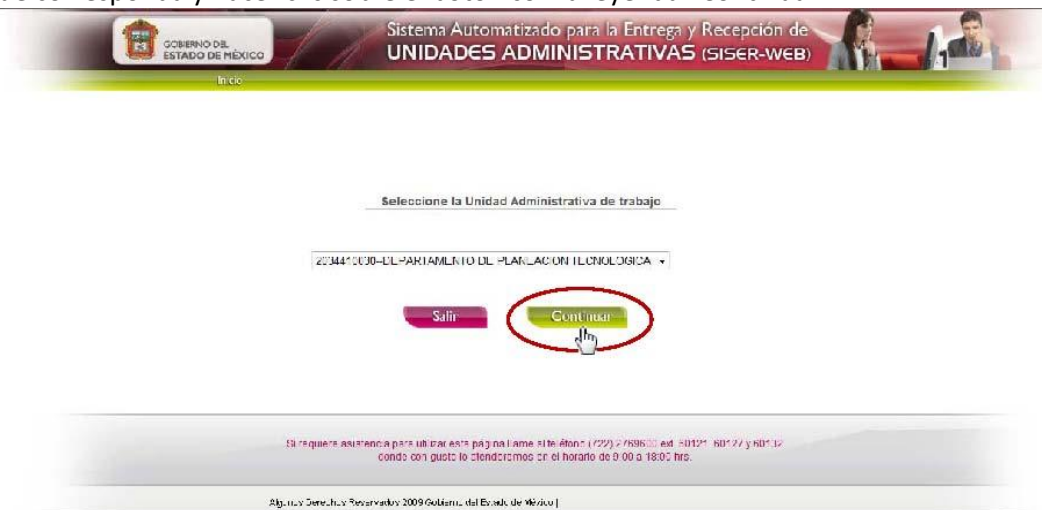 GOBIERNO DEL
ESTADO DE MÉXICO
Sistema Automatizado para la Entrega y Recepción de
UNIDADES ADMINISTRATIVAS (SISER-WEB)
Inicio
Seleccione la Unidad Administrativa de trabajo
DEPARTAMENTO DE PLANEACION TECNOLOGICA
Salir
Continuar
Si requiere asistencia para utilizar esta página llame al teléfono (722) 2769600 ext. 60121, 60127 y 60132
donde con gusto lo atenderemos en el horario de 9:00 a 18:00 hrs.
Algunos Derechos Reservados 2009 Gobierno del Estado de México |